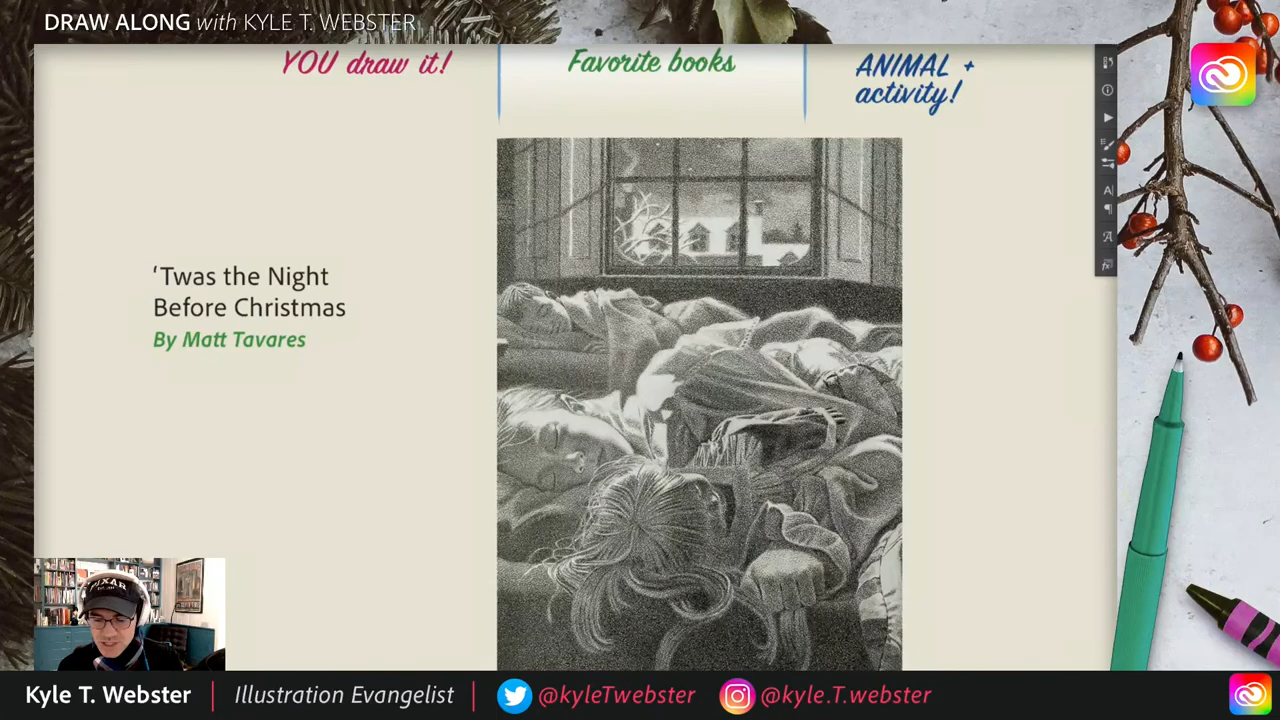 DRAW ALONG with KYLE T. WEBSTER
YOU draw it!
Favorite books
ANIMAL +
activity!
'Twas the Night
Before Christmas
By Matt Tavares
PIXAR
Kyle T. Webster | Illustration Evangelist | @kyleTwebster @kyle.T.webster